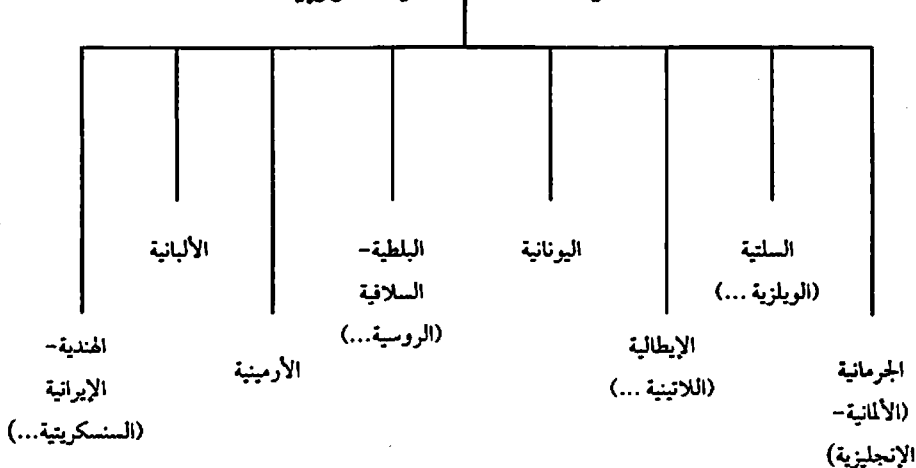 السلتية
(الويلزية ...)
اليونانية
البلطية-
السلافية
(الروسية...)
الألبانية
الجرمانية
(الألمانية-
الإنجليزية)
الإيطالية
(اللاتينية ...)
الأرمينية
الهندية-
الإيرانية
(السنسكريتية...)